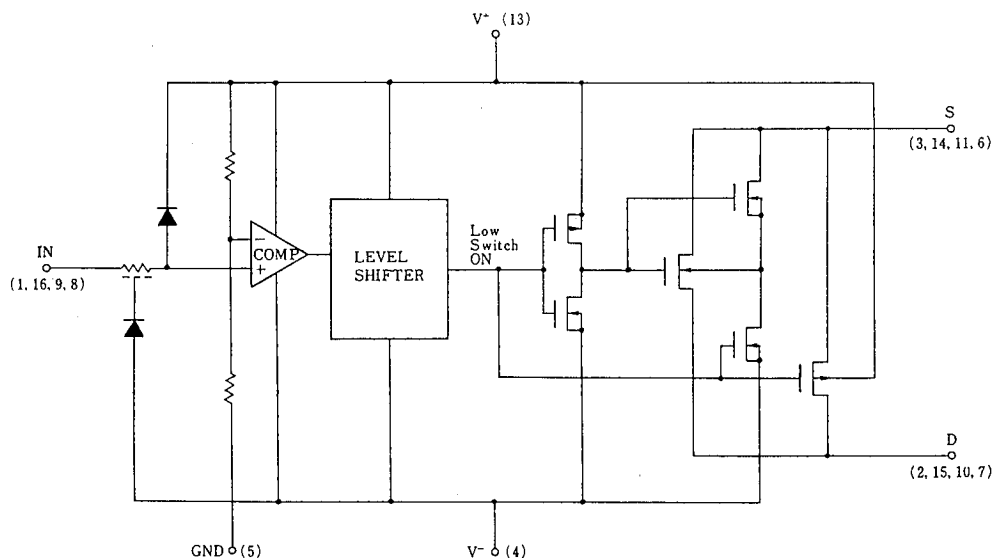 V⁺ (13)
S
(3, 14, 11, 6)
IN
(1, 16, 9, 8)
−
COMP
+
LEVEL
SHIFTER
Low
Switch
ON
D
(2, 15, 10, 7)
GND (5)
V⁻ (4)